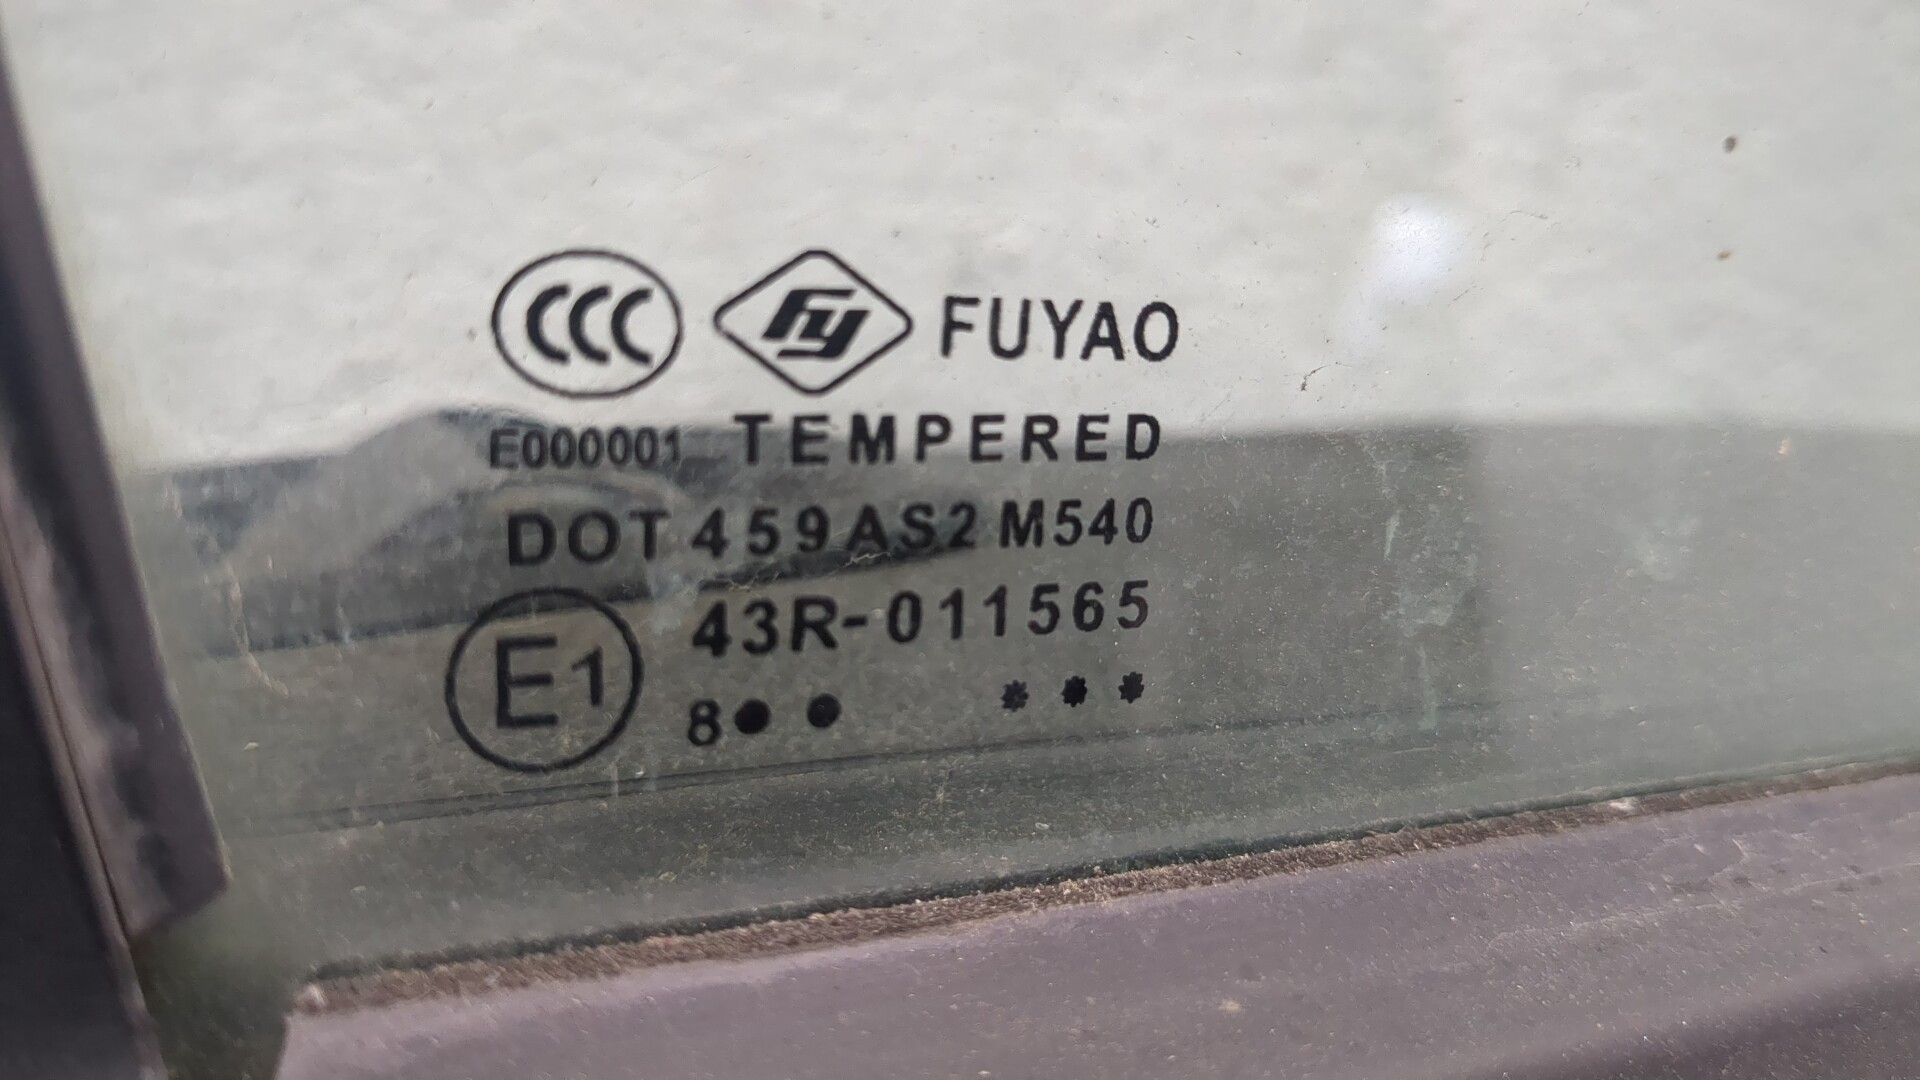 CCC FY FUYAO
E000001 TEMPERED
DOT 459 AS2 M540
E1 43R-011565
8●● ***